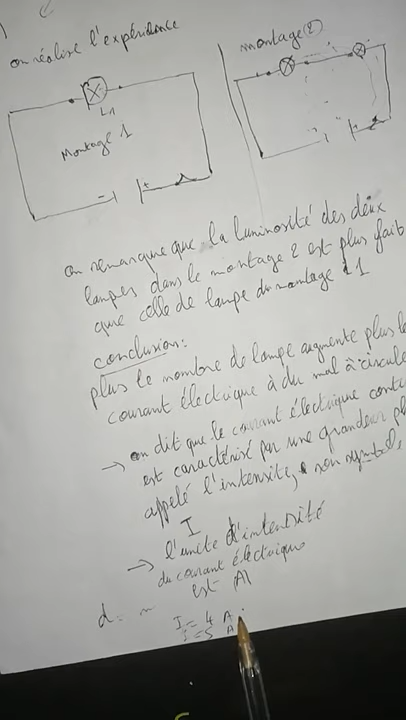 on réalise l'expérience
montage(2)
L1
Montage 1
on remarque que la luminosité des deux
lampes dans le montage 2 est plus faib
que celle de lampe du montage 1
conclusion:
plus le nombre de lampe augmente plus le
courant électrique à du mal à circule
→ on dit que le courant électrique conti
est caractérisé par une grandeur p
appelé l'intensité, son symbole
I
→ l'unité d'intensité
du courant électrique
est A
I = 4 A
I = 5 A